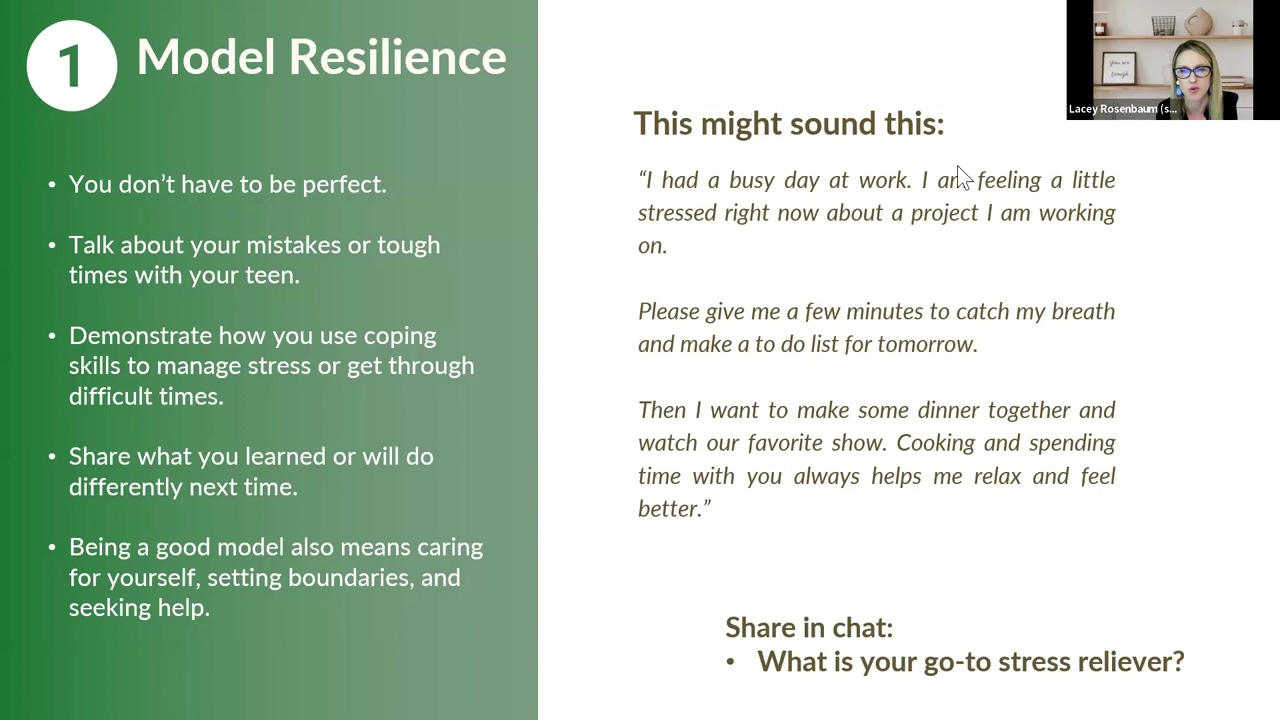 1 Model Resilience
• You don’t have to be perfect.
• Talk about your mistakes or tough
times with your teen.
• Demonstrate how you use coping
skills to manage stress or get through
difficult times.
• Share what you learned or will do
differently next time.
• Being a good model also means caring
for yourself, setting boundaries, and
seeking help.
This might sound this:
“I had a busy day at work. I am feeling a little
stressed right now about a project I am working
on.
Please give me a few minutes to catch my breath
and make a to do list for tomorrow.
Then I want to make some dinner together and
watch our favorite show. Cooking and spending
time with you always helps me relax and feel
better.”
Share in chat:
• What is your go-to stress reliever?
You are
enough
Lacey Rosenbaum (s...